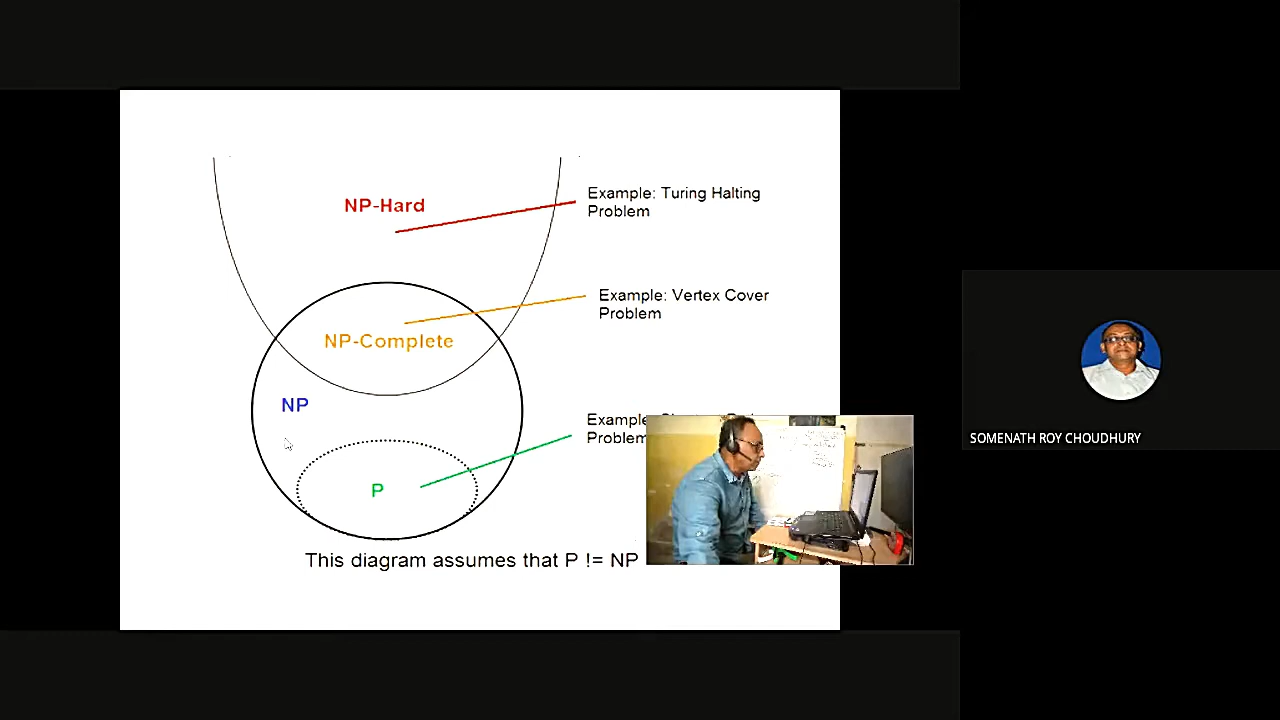 NP-Hard
Example: Turing Halting
Problem
Example: Vertex Cover
Problem
NP-Complete
NP
Example
Problem
P
This diagram assumes that P != NP
SOMENATH ROY CHOUDHURY